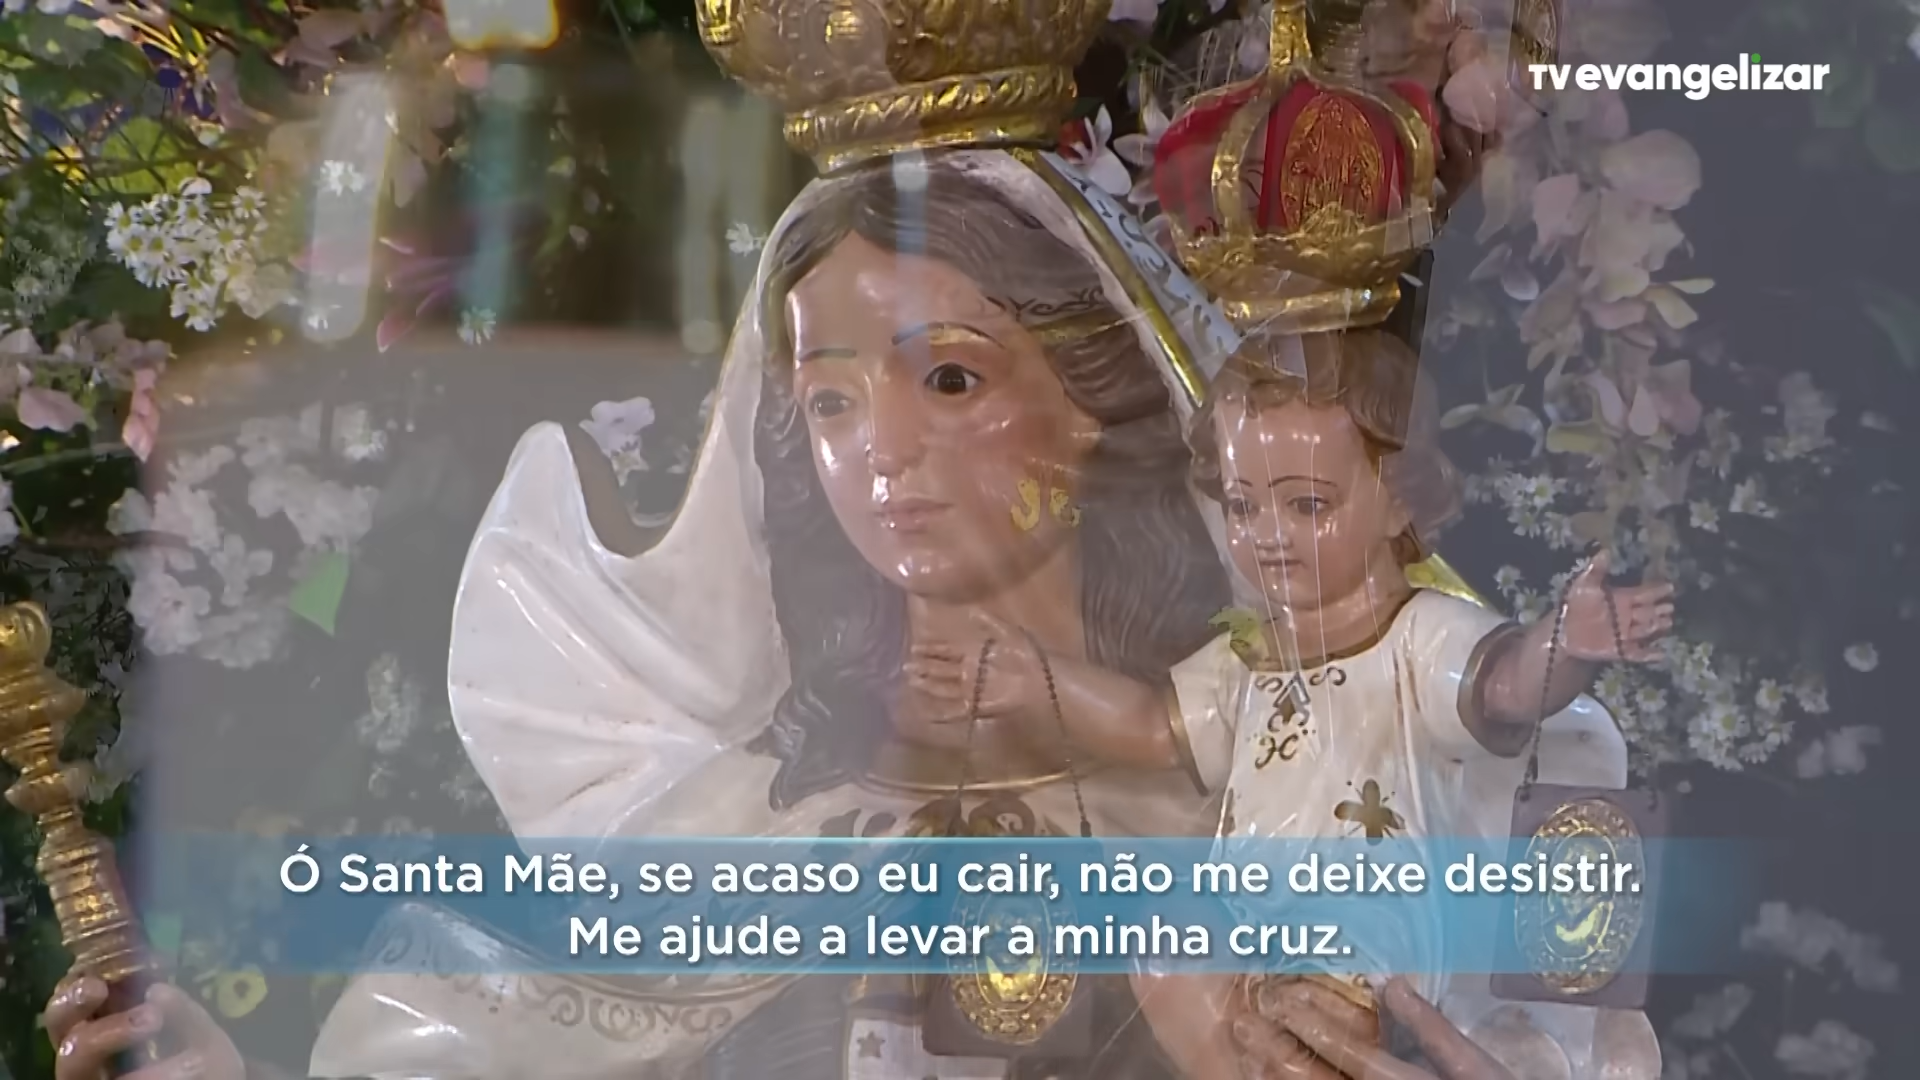 TVevangelizar
Ó Santa Mãe, se acaso eu cair, não me deixe desistir.
Me ajude a levar a minha cruz.